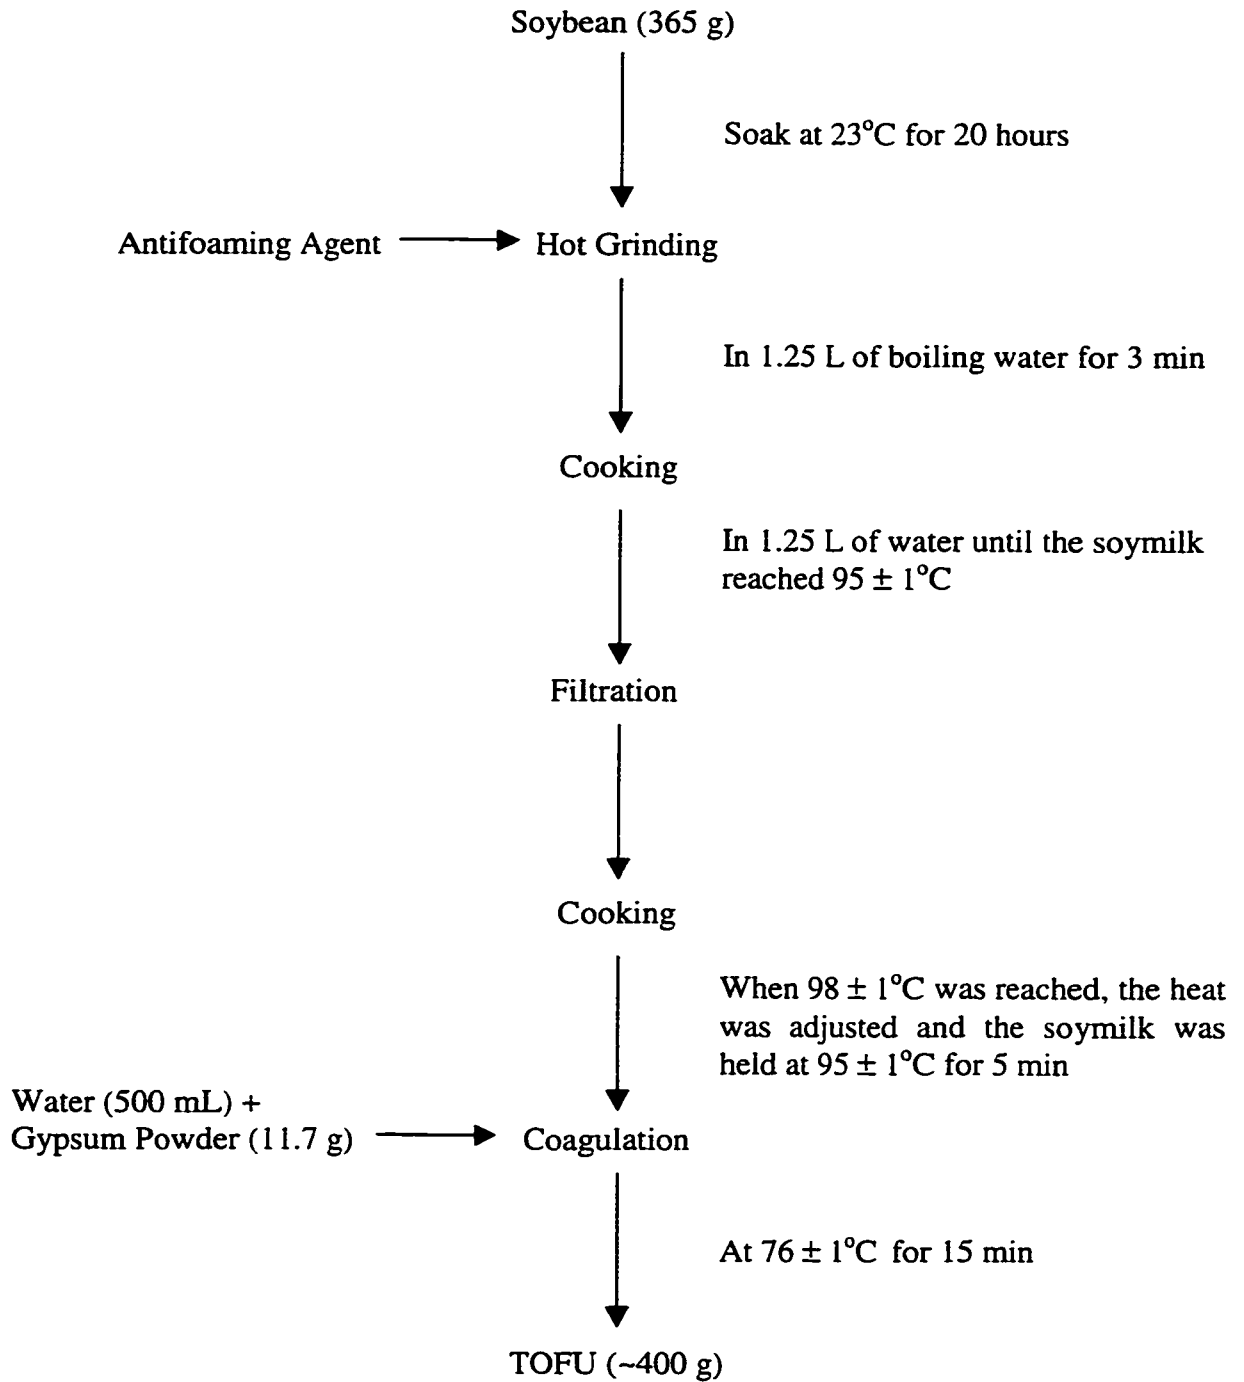 Soybean (365 g)
Soak at 23°C for 20 hours
Antifoaming Agent
Hot Grinding
In 1.25 L of boiling water for 3 min
Cooking
In 1.25 L of water until the soymilk
reached 95 ± 1°C
Filtration
Cooking
When 98 ± 1°C was reached, the heat
was adjusted and the soymilk was
held at 95 ± 1°C for 5 min
Water (500 mL) +
Gypsum Powder (11.7 g)
Coagulation
At 76 ± 1°C for 15 min
TOFU (~400 g)